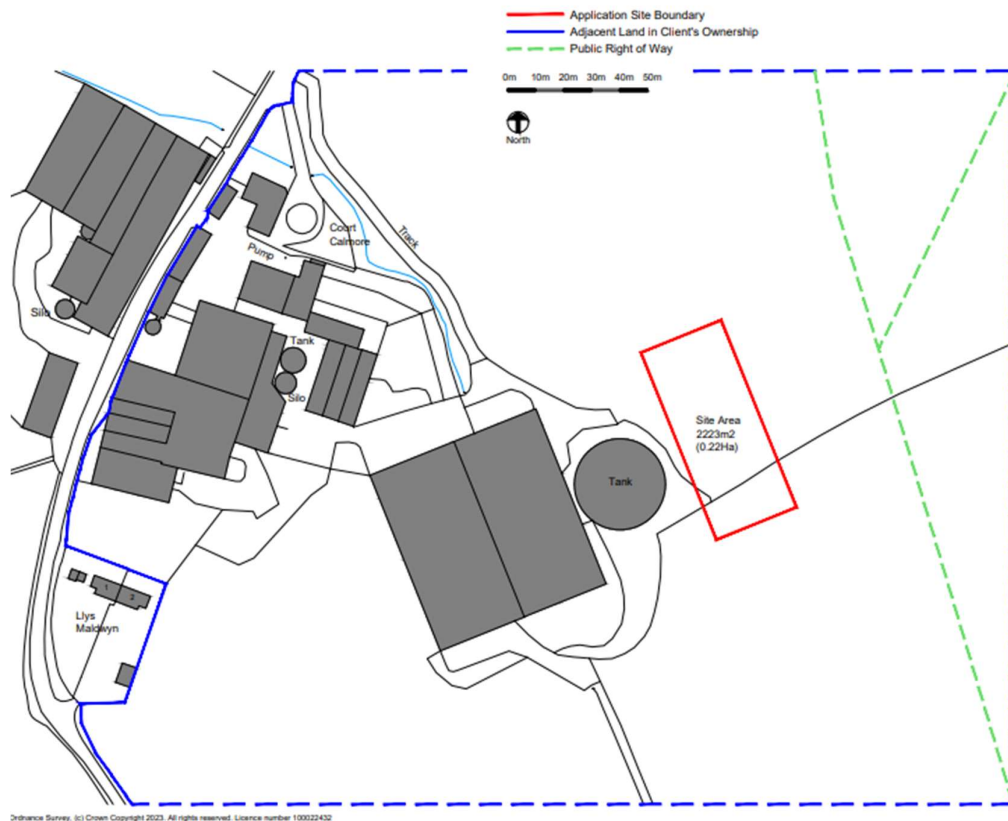 Application Site Boundary
Adjacent Land in Client's Ownership
Public Right of Way
0m 10m 20m 30m 40m 50m
North
Court
Calmore
Track
Pump
Silo
Tank
Silo
Site Area
2223m2
(0.22Ha)
Tank
1
2
Llys
Maldwyn
Ordnance Survey, (c) Crown Copyright 2023. All rights reserved. Licence number 100022432